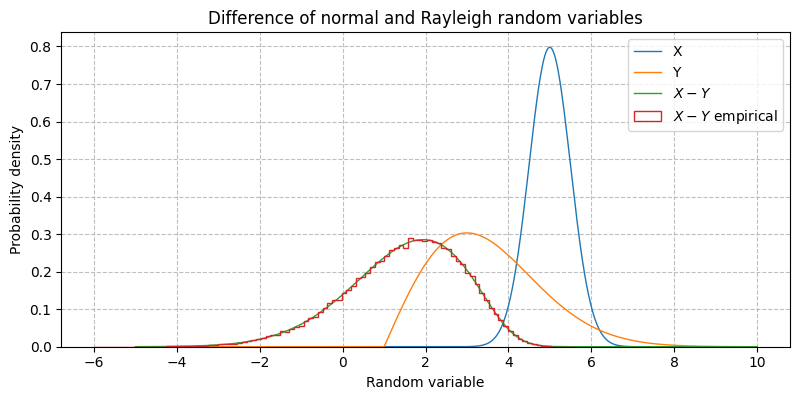 Difference of normal and Rayleigh random variables
X
Y
X − Y
X − Y empirical
Probability density
0.8
0.7
0.6
0.5
0.4
0.3
0.2
0.1
0.0
−6 −4 −2 0 2 4 6 8 10
Random variable